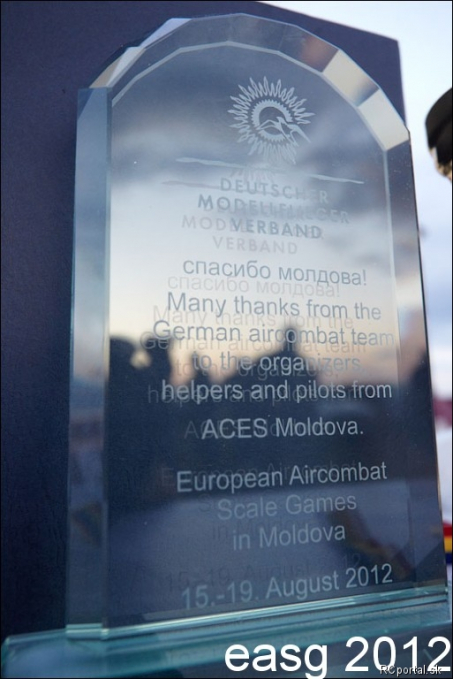 DEUTSCHER
MODELLFLIEGER
VERBAND
спасибо молдова!
Many thanks from the
German aircombat team
to the organizers
helpers and pilots from
ACES Moldova.
European Aircombat
Scale Games
in Moldova
15.-19. August 2012
easg 2012
RCportal.sk